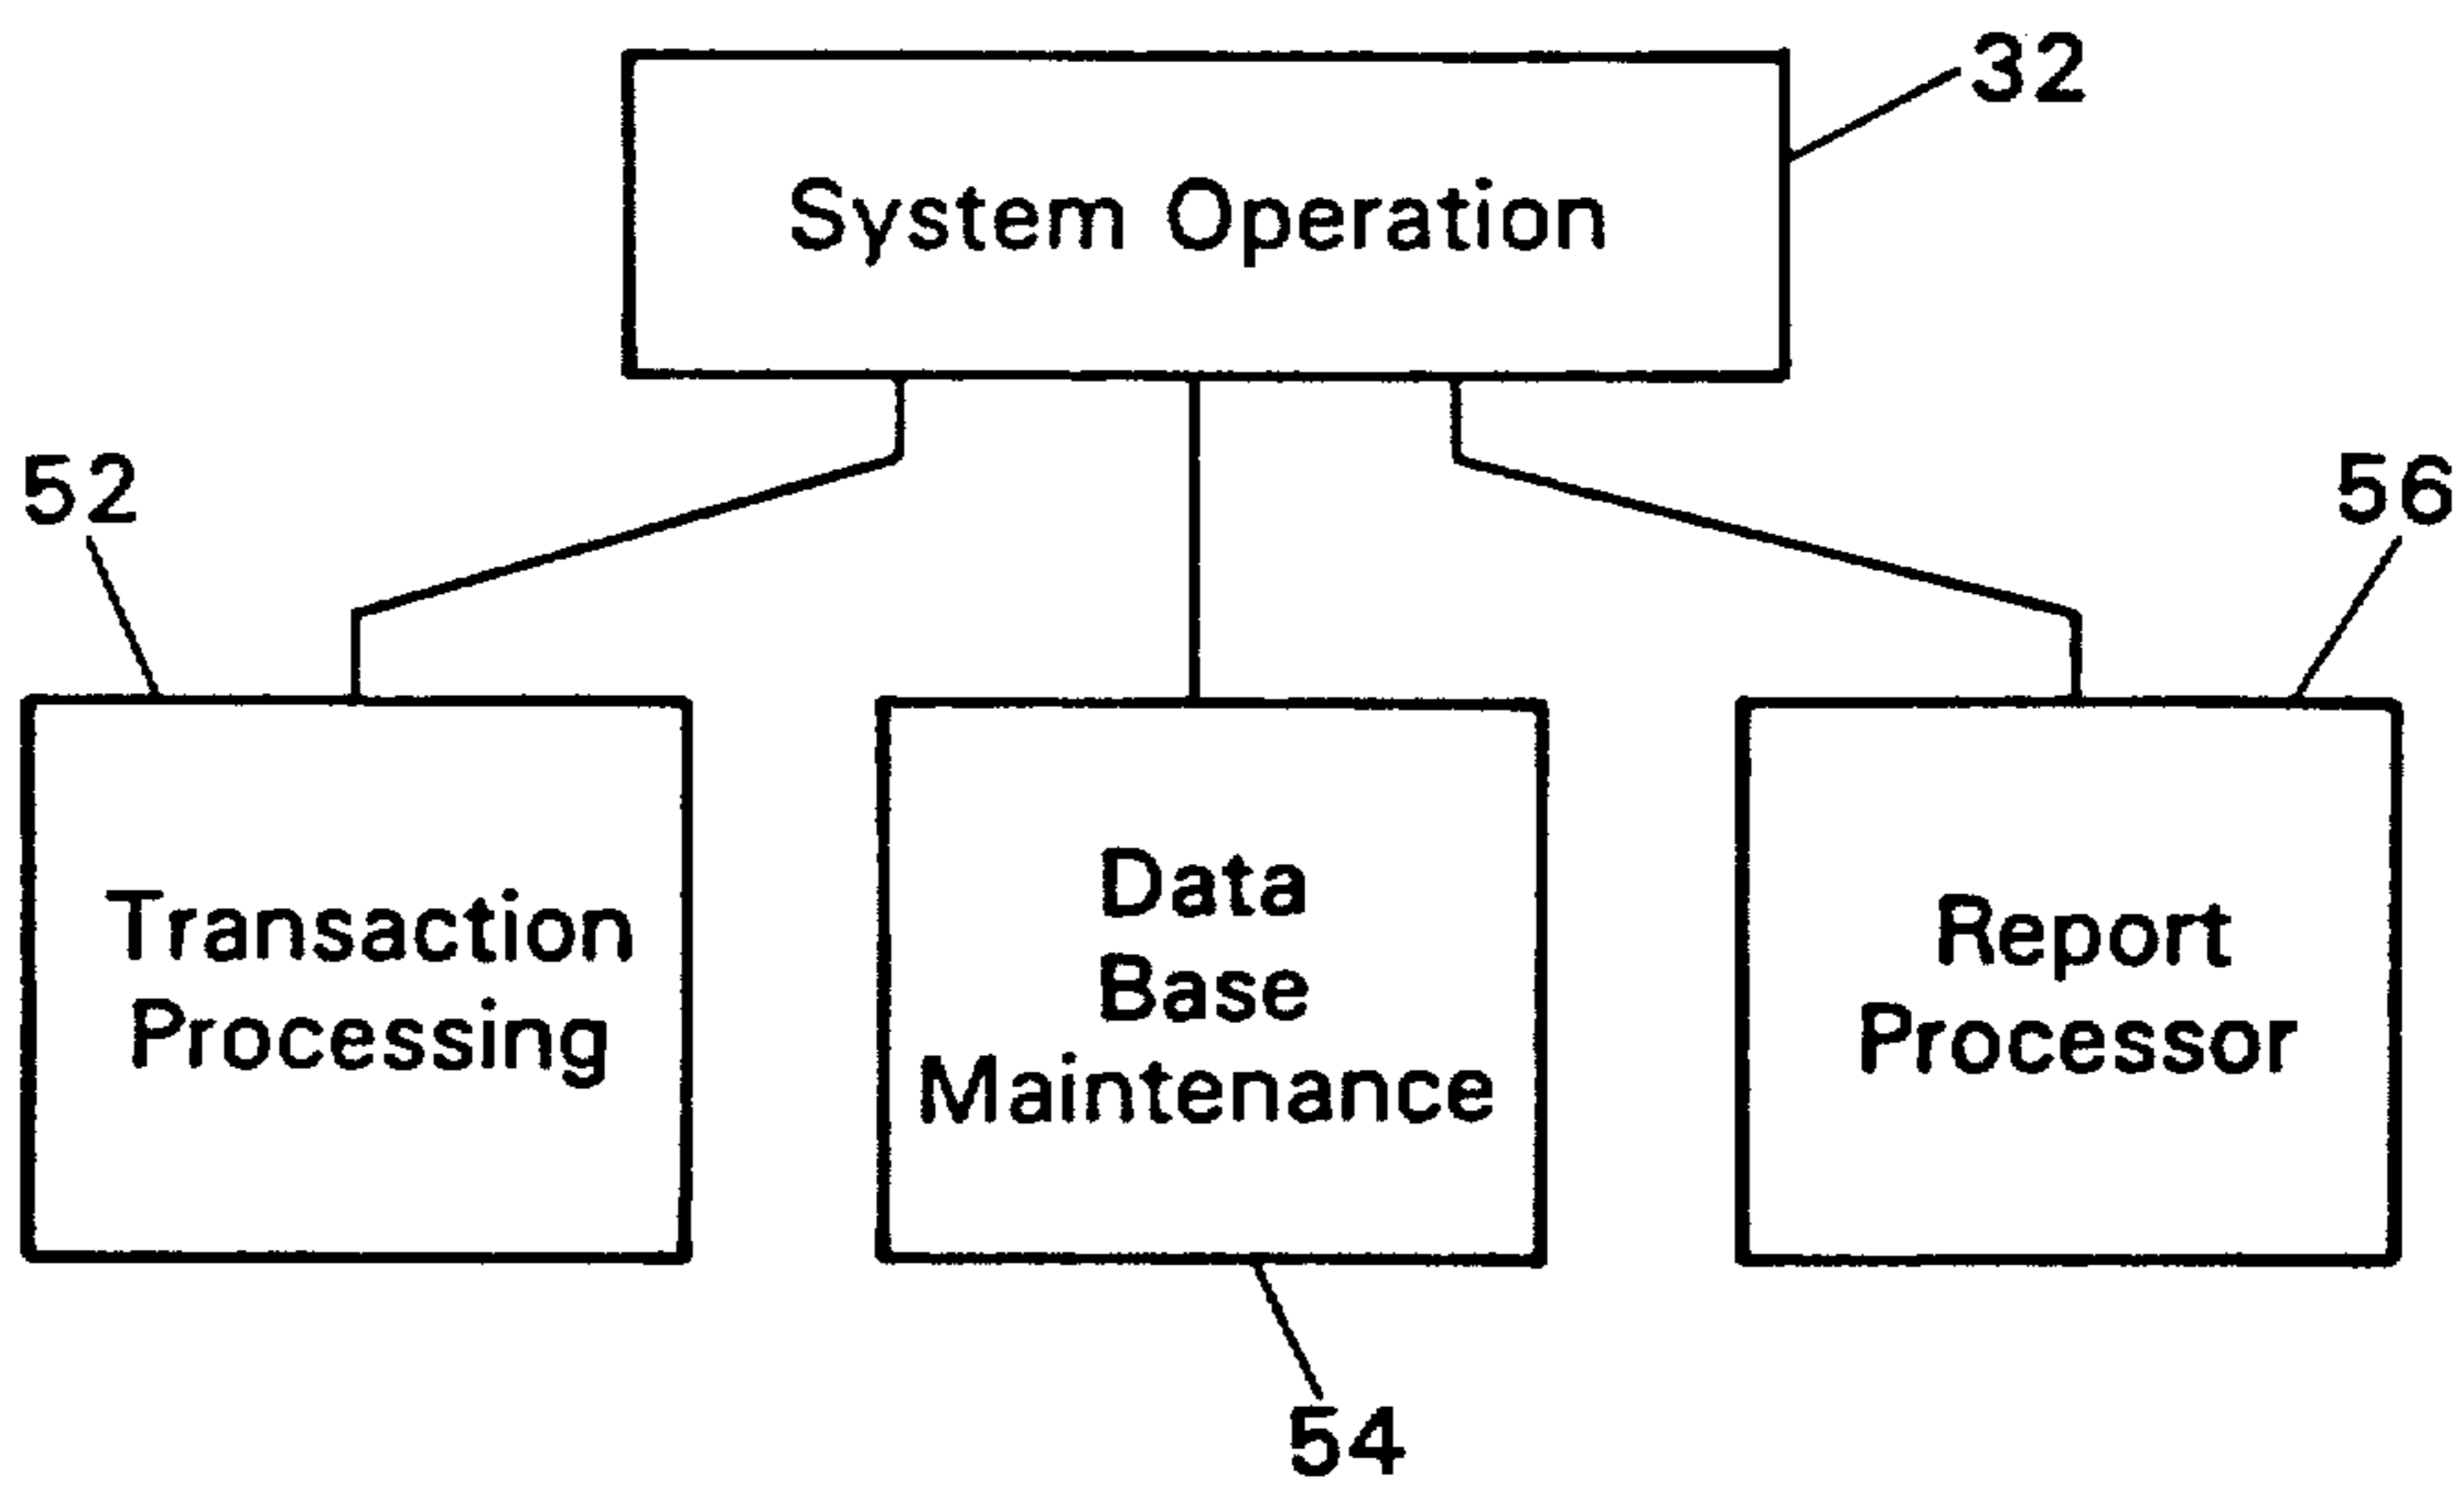 32
System Operation
52
56
Transaction
Processing
Data
Base
Maintenance
Report
Processor
54